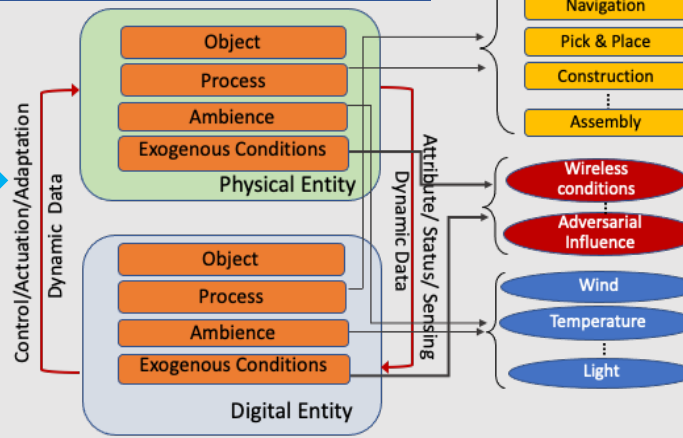 Navigation
Pick & Place
Construction
Assembly
Object
Process
Ambience
Exogenous Conditions
Physical Entity
Control/Actuation/Adaptation
Dynamic Data
Attribute/ Status/ Sensing
Dynamic Data
Wireless
conditions
Adversarial
Influence
Object
Process
Ambience
Exogenous Conditions
Digital Entity
Wind
Temperature
Light